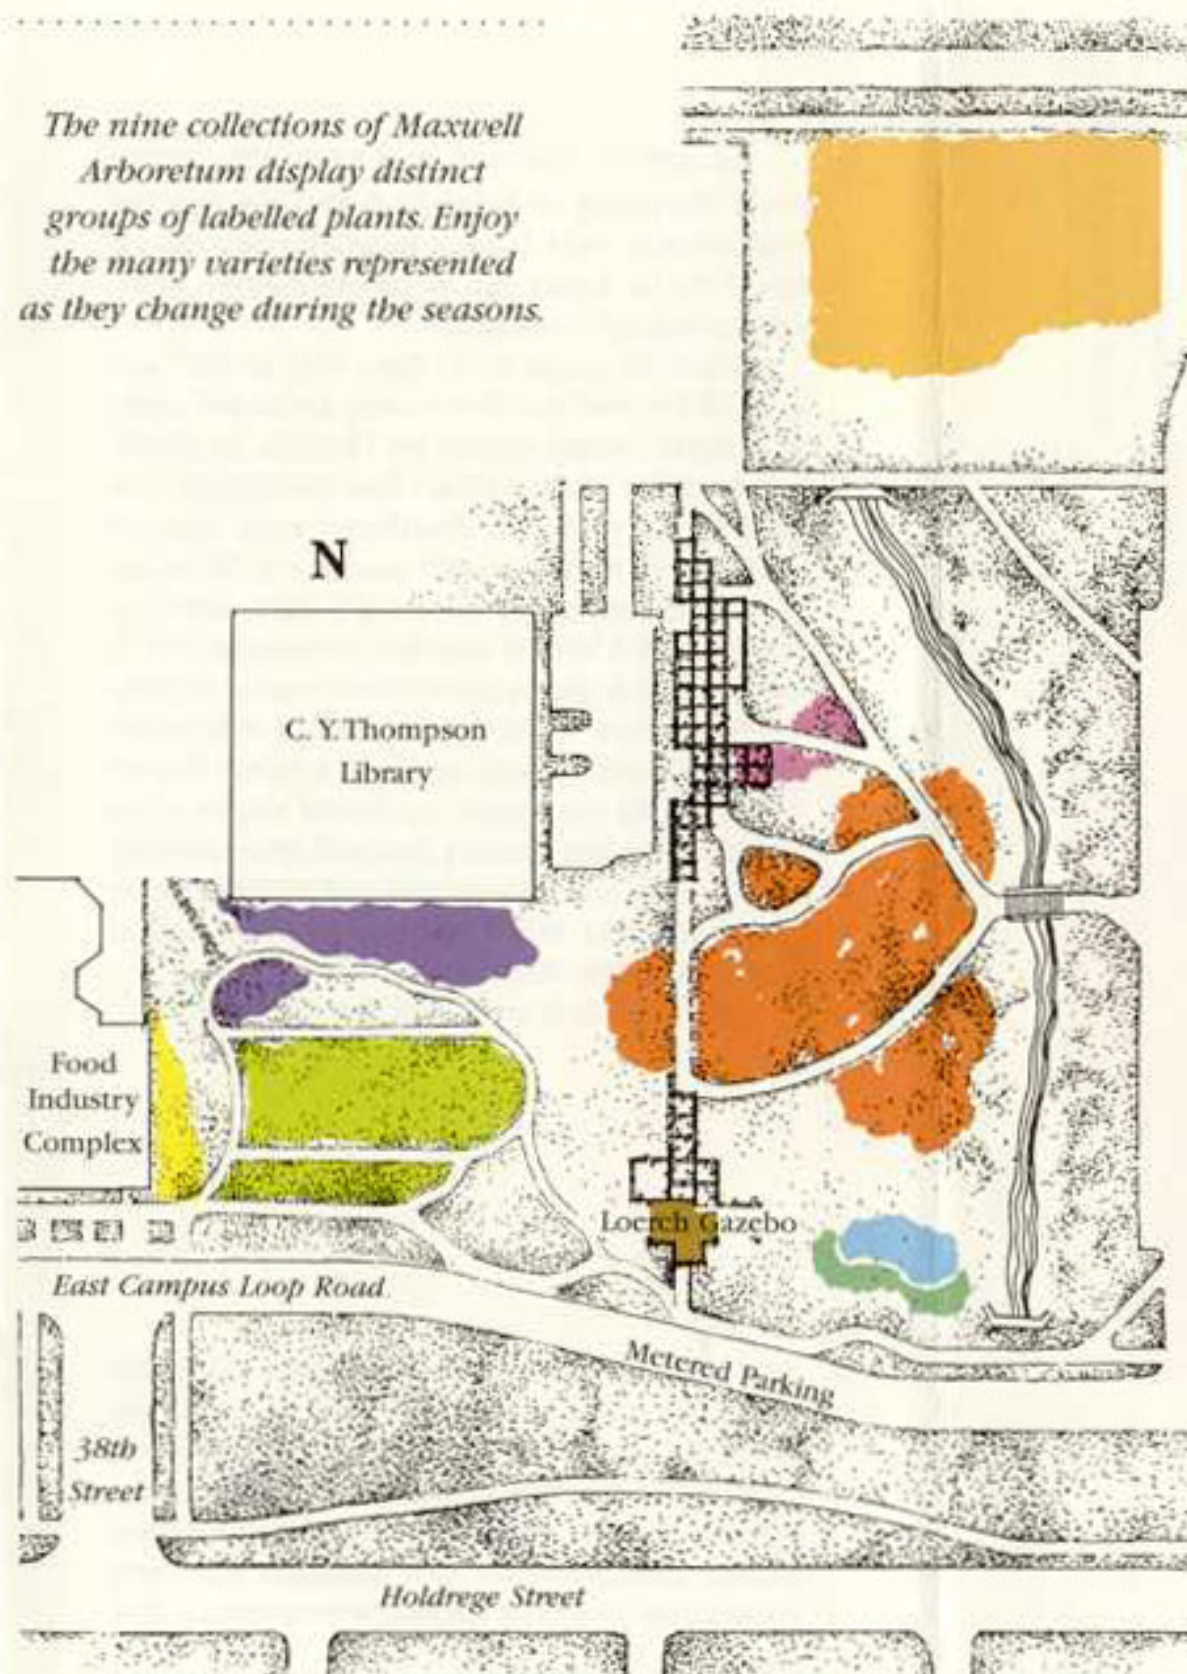 The nine collections of Maxwell
Arboretum display distinct
groups of labelled plants. Enjoy
the many varieties represented
as they change during the seasons.
N
C. Y. Thompson
Library
Food
Industry
Complex
Loerch Gazebo
East Campus Loop Road
Metered Parking
38th
Street
Holdrege Street